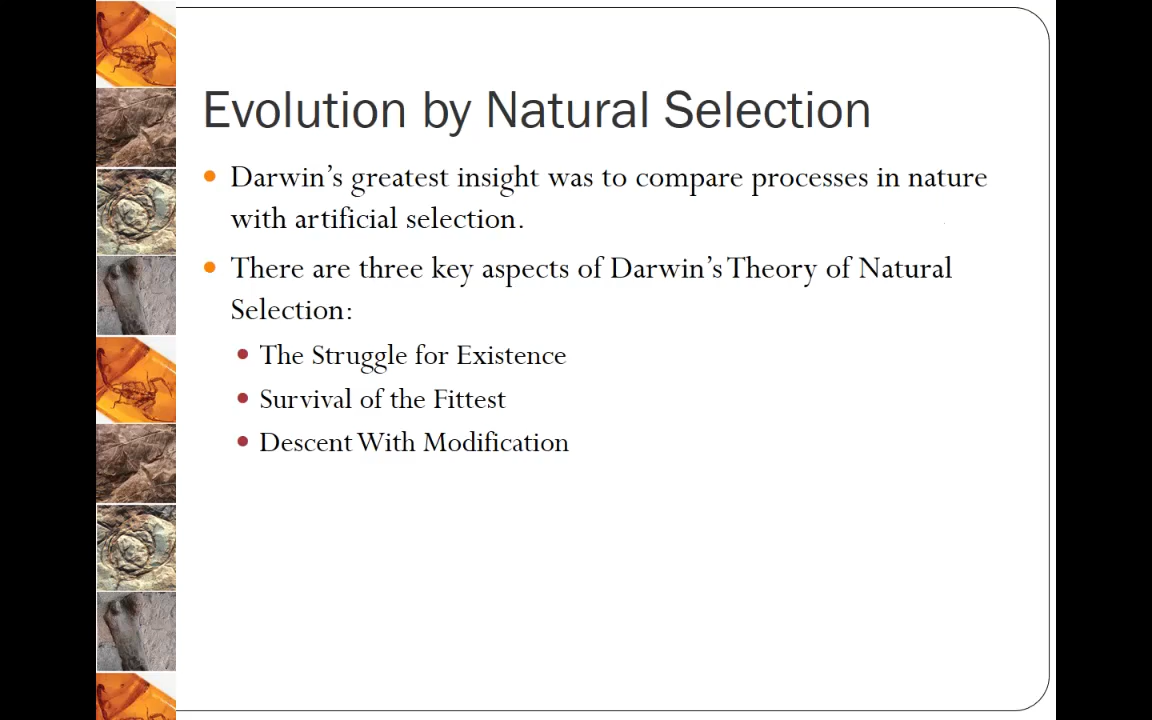 Evolution by Natural Selection
Darwin's greatest insight was to compare processes in nature
with artificial selection.
There are three key aspects of Darwin's Theory of Natural
Selection:
The Struggle for Existence
Survival of the Fittest
Descent With Modification